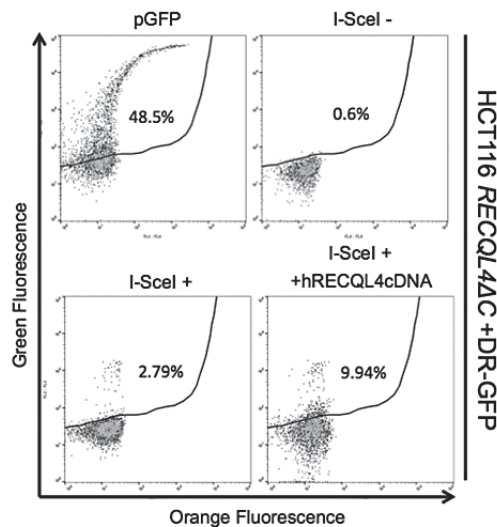 pGFP
I-SceI -
48.5%
0.6%
I-SceI +
I-SceI +
+hRECQL4cDNA
2.79%
9.94%
Green Fluorescence
Orange Fluorescence
HCT116 RECQL4ΔC +DR-GFP